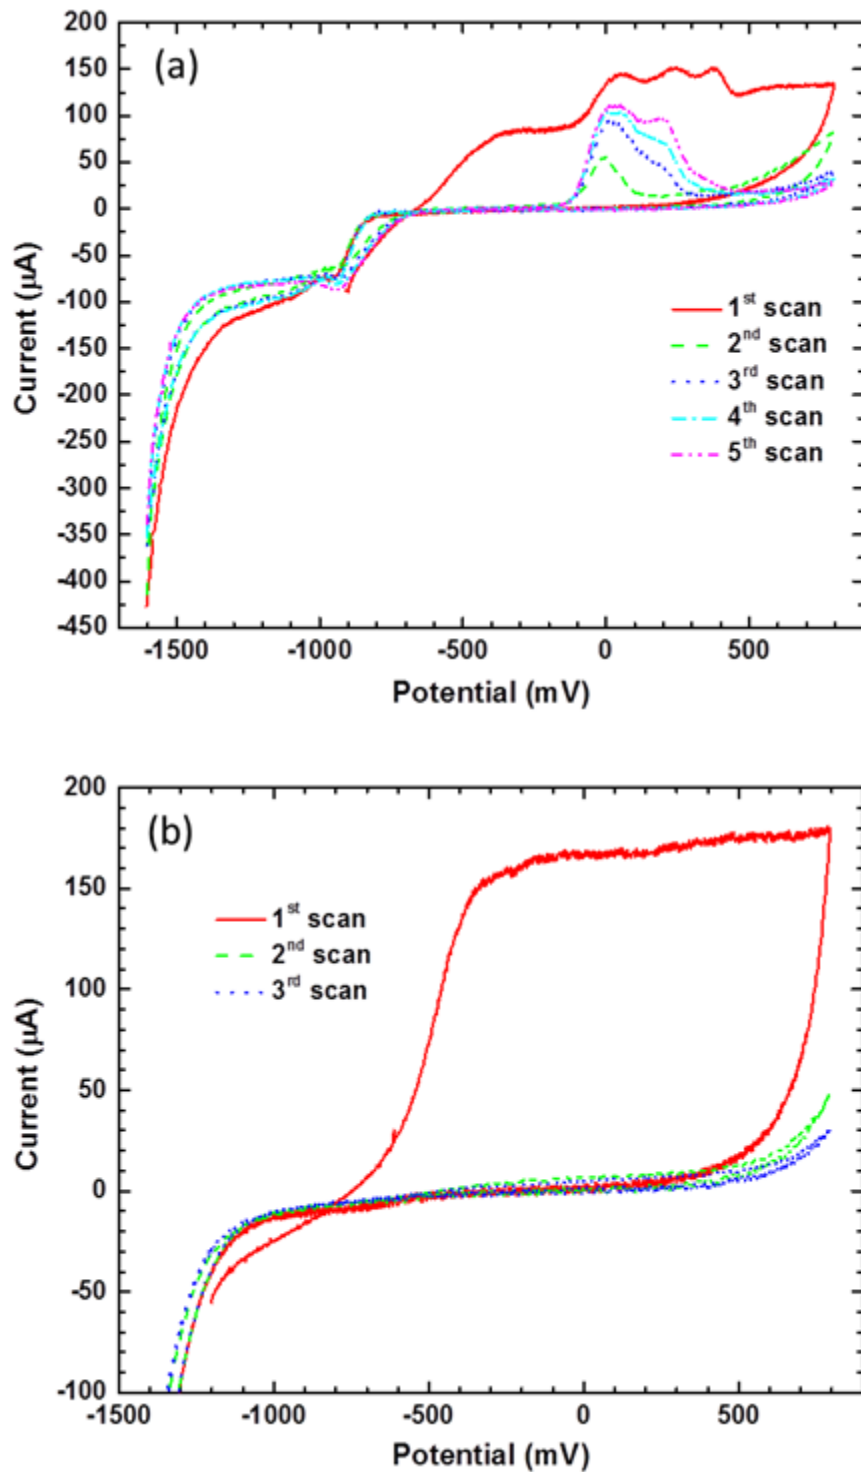 (a)
200
150
100
50
0
-50
-100
-150
-200
-250
-300
-350
-400
-450
Current (µA)
1st scan
2nd scan
3rd scan
4th scan
5th scan
-1500 -1000 -500 0 500
Potential (mV)
(b)
200
150
100
50
0
-50
-100
Current (µA)
1st scan
2nd scan
3rd scan
-1500 -1000 -500 0 500
Potential (mV)